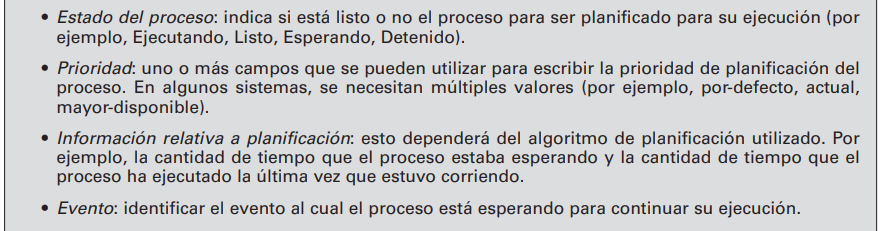 • Estado del proceso: indica si está listo o no el proceso para ser planificado para su ejecución (por
ejemplo, Ejecutando, Listo, Esperando, Detenido).
• Prioridad: uno o más campos que se pueden utilizar para escribir la prioridad de planificación del
proceso. En algunos sistemas, se necesitan múltiples valores (por ejemplo, por-defecto, actual,
mayor-disponible).
• Información relativa a planificación: esto dependerá del algoritmo de planificación utilizado. Por
ejemplo, la cantidad de tiempo que el proceso estaba esperando y la cantidad de tiempo que el
proceso ha ejecutado la última vez que estuvo corriendo.
• Evento: identificar el evento al cual el proceso está esperando para continuar su ejecución.